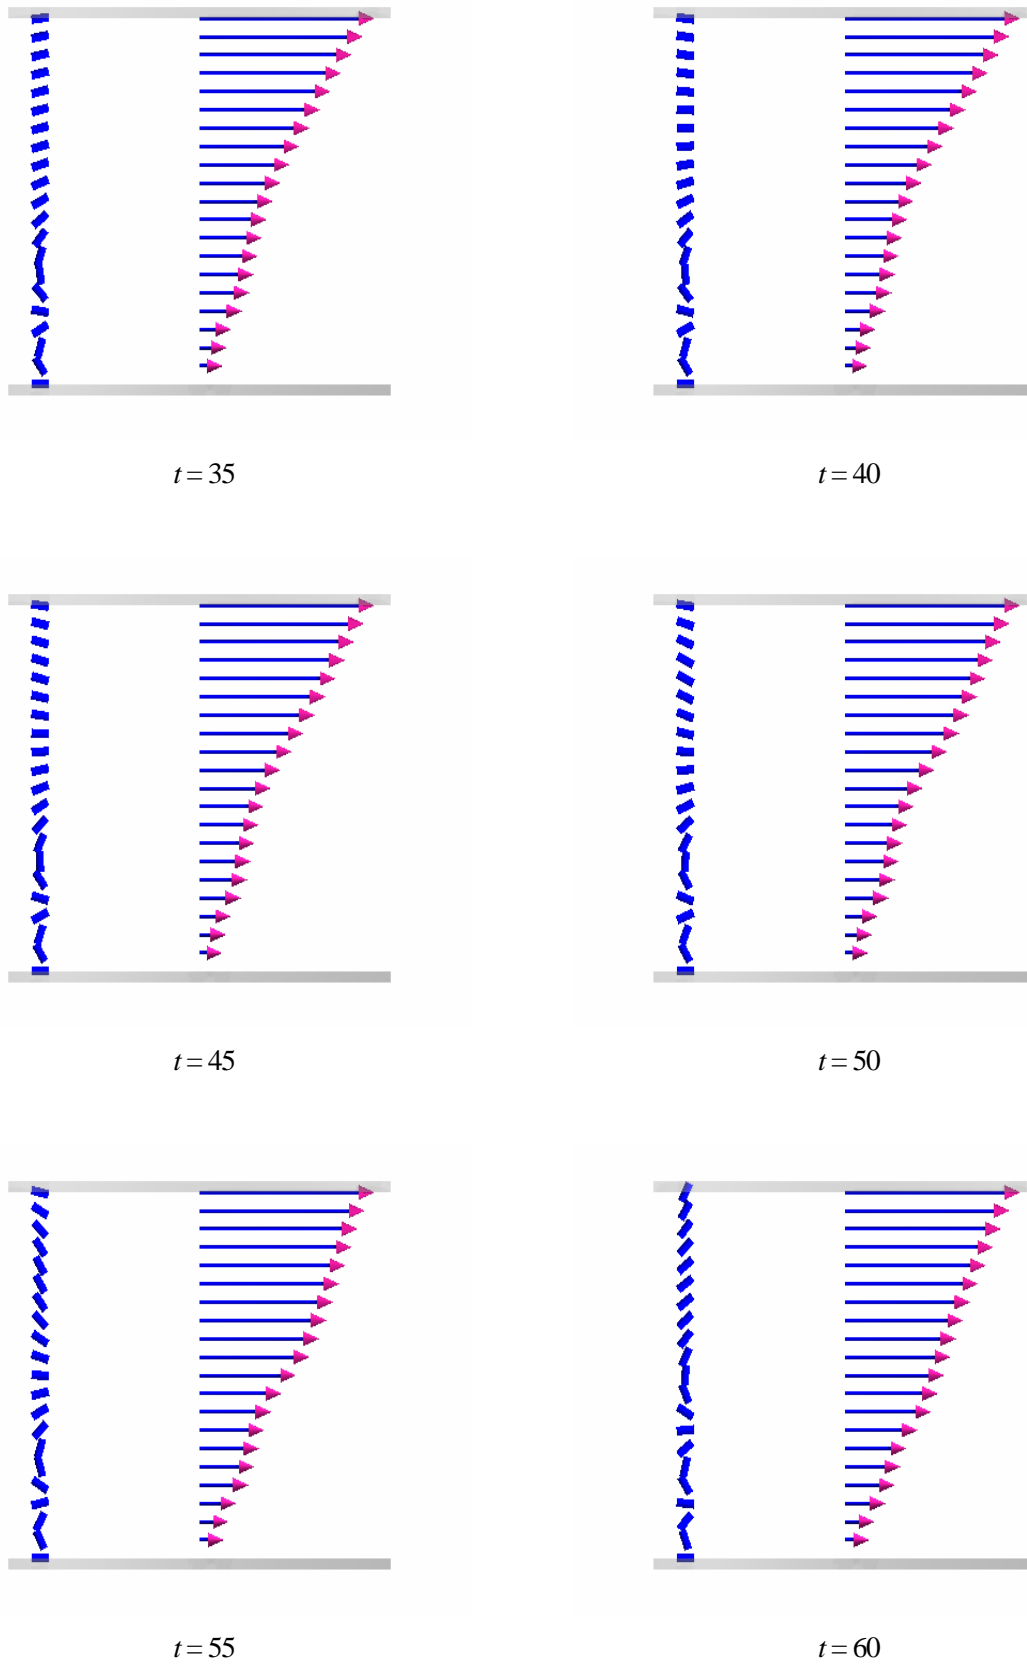 t = 35
t = 40
t = 45
t = 50
t = 55
t = 60